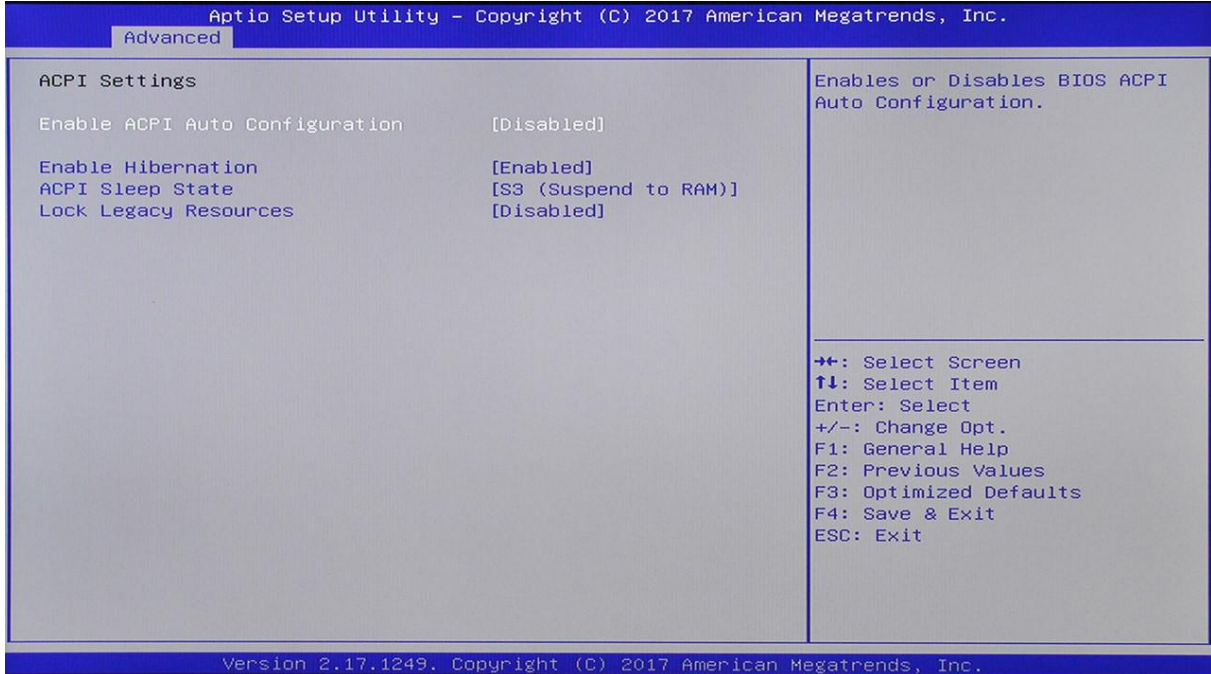 Aptio Setup Utility – Copyright (C) 2017 American Megatrends, Inc.
Advanced
ACPI Settings
Enable ACPI Auto Configuration [Disabled]
Enable Hibernation [Enabled]
ACPI Sleep State [S3 (Suspend to RAM)]
Lock Legacy Resources [Disabled]
Enables or Disables BIOS ACPI
Auto Configuration.
→←: Select Screen
↑↓: Select Item
Enter: Select
+/-: Change Opt.
F1: General Help
F2: Previous Values
F3: Optimized Defaults
F4: Save & Exit
ESC: Exit
Version 2.17.1249. Copyright (C) 2017 American Megatrends, Inc.